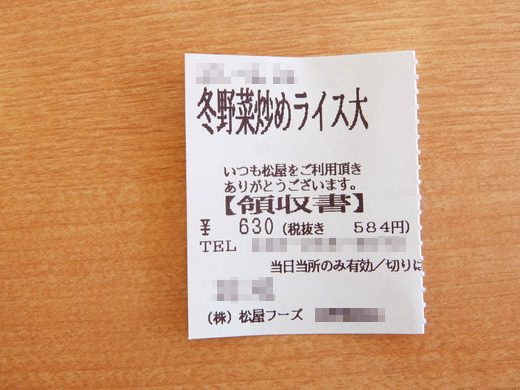 冬野菜炒めライス大
いつも松屋をご利用頂き
ありがとうございます。
【領収書】
¥ 630(税抜き 584円)
TEL
当日当所のみ有効/切りに
(株)松屋フーズ